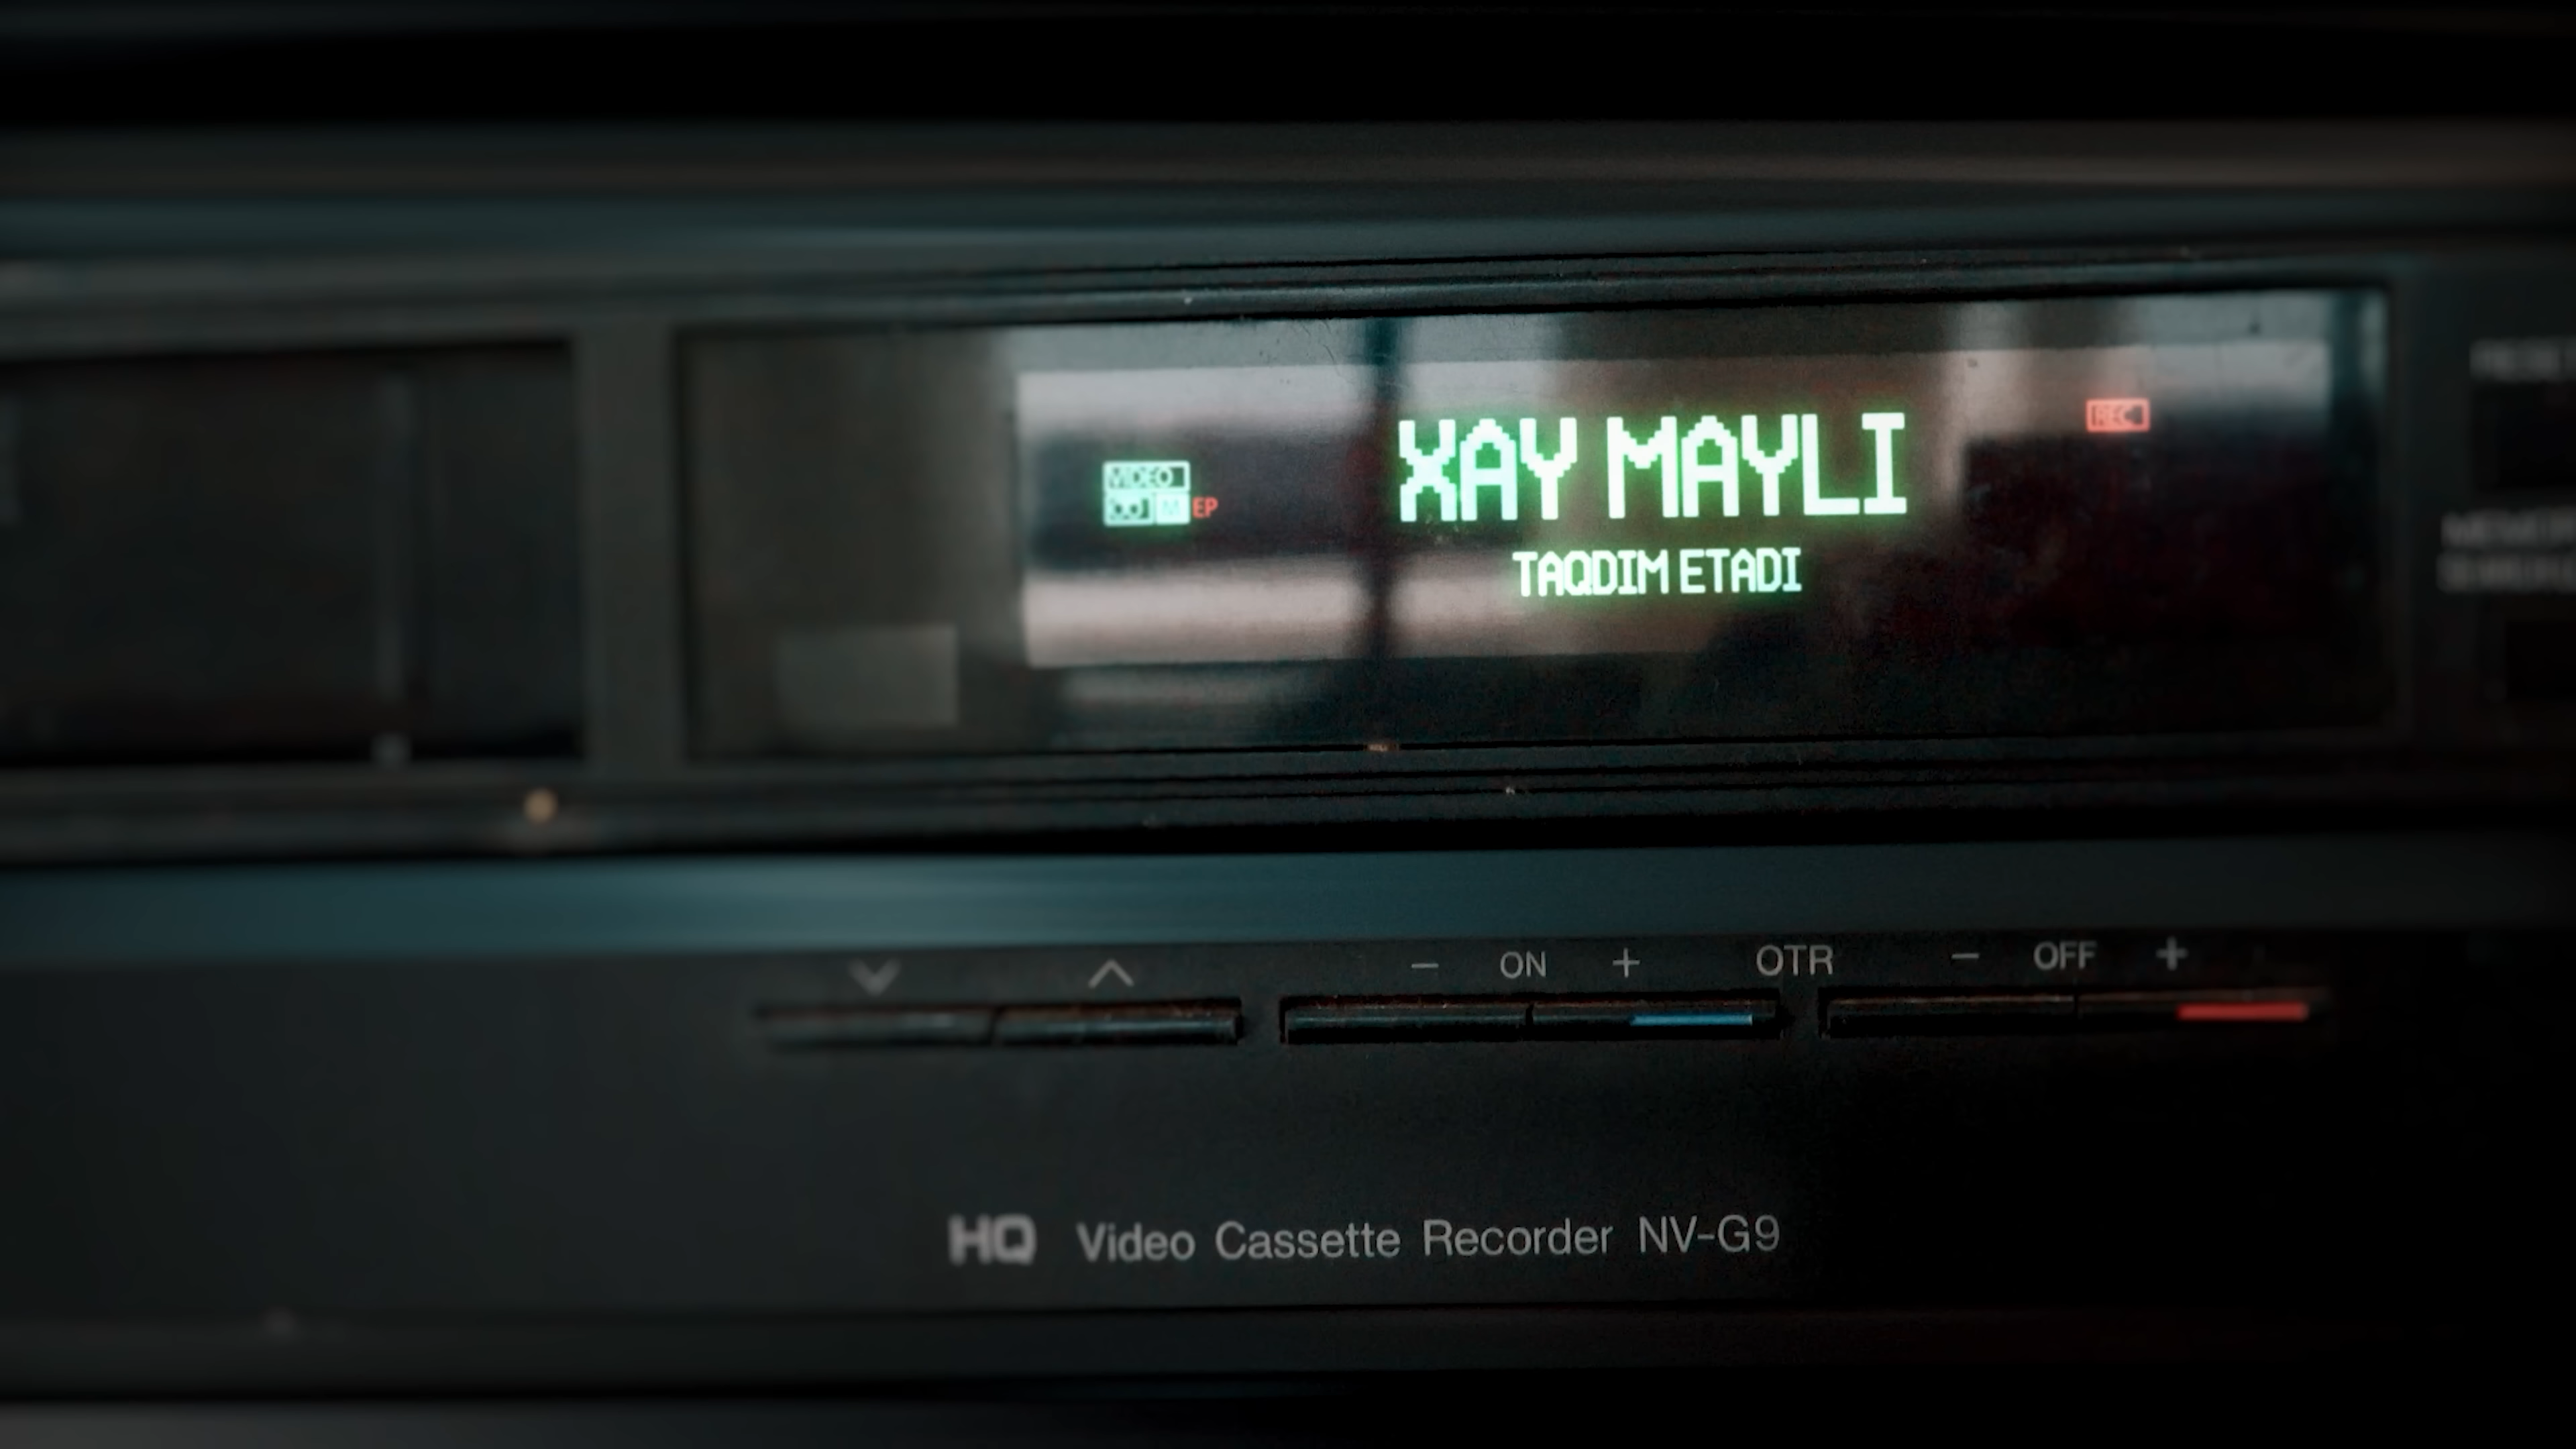 XAY MAYLI
REC
VIDEO
M EP
TAQDIM ETADI
− ON + OTR − OFF +
HQ Video Cassette Recorder NV-G9